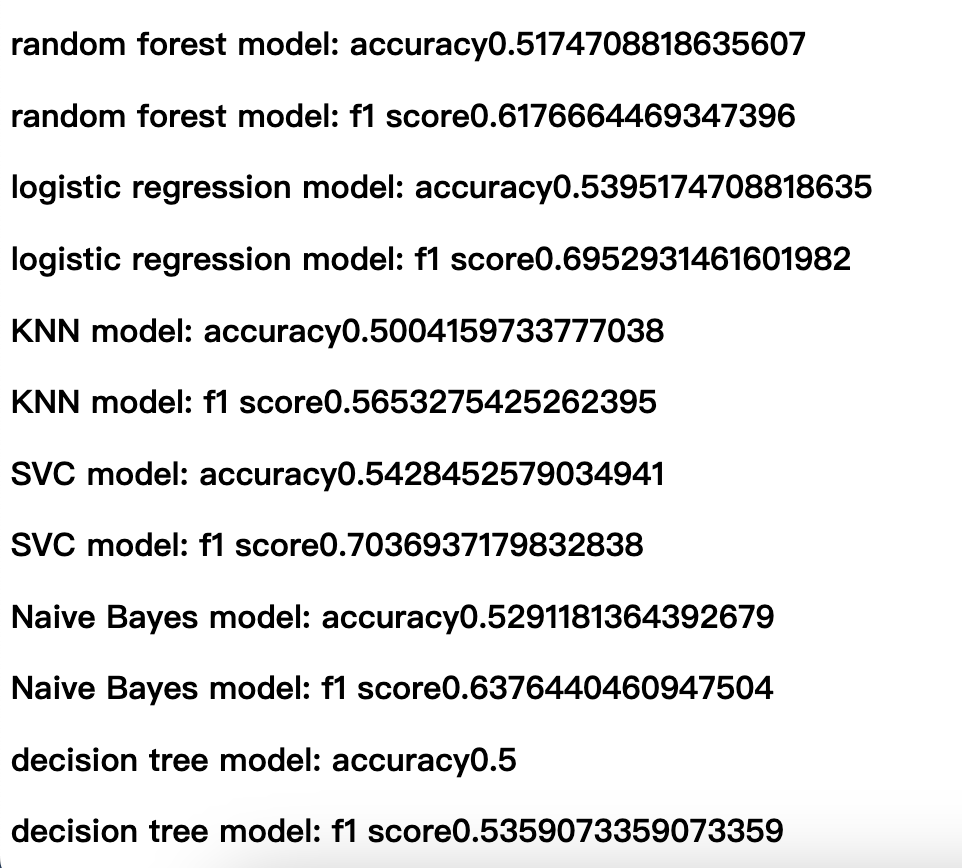 random forest model: accuracy0.5174708818635607
random forest model: f1 score0.6176664469347396
logistic regression model: accuracy0.5395174708818635
logistic regression model: f1 score0.6952931461601982
KNN model: accuracy0.5004159733777038
KNN model: f1 score0.5653275425262395
SVC model: accuracy0.5428452579034941
SVC model: f1 score0.7036937179832838
Naive Bayes model: accuracy0.5291181364392679
Naive Bayes model: f1 score0.6376440460947504
decision tree model: accuracy0.5
decision tree model: f1 score0.5359073359073359